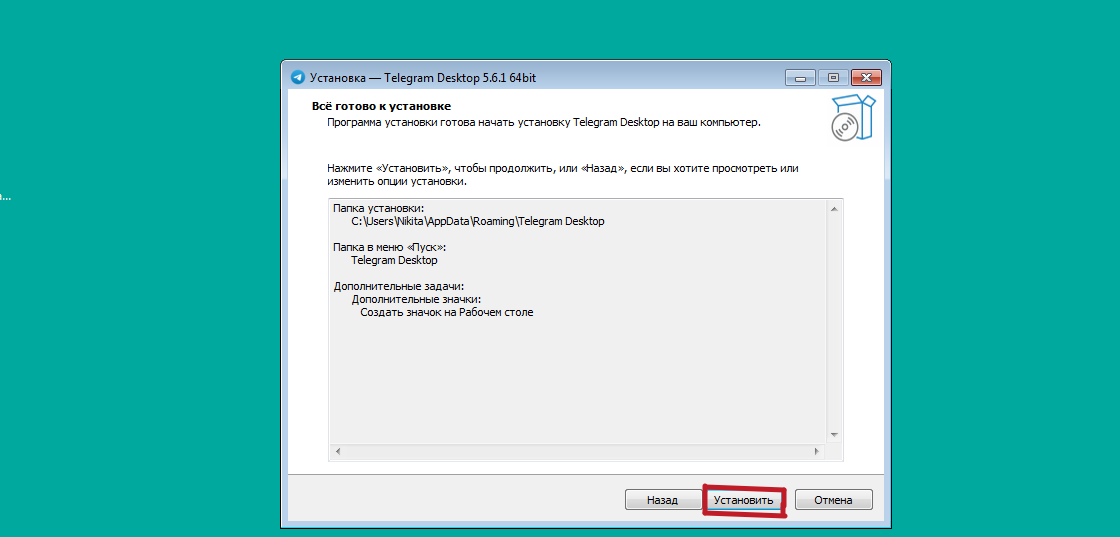 Установка — Telegram Desktop 5.6.1 64bit
Всё готово к установке
Программа установки готова начать установку Telegram Desktop на ваш компьютер.
Нажмите «Установить», чтобы продолжить, или «Назад», если вы хотите просмотреть или
изменить опции установки.
Папка установки:
C:\Users\Nikita\AppData\Roaming\Telegram Desktop
Папка в меню «Пуск»:
Telegram Desktop
Дополнительные задачи:
Дополнительные значки:
Создать значок на Рабочем столе
Назад
Установить
Отмена